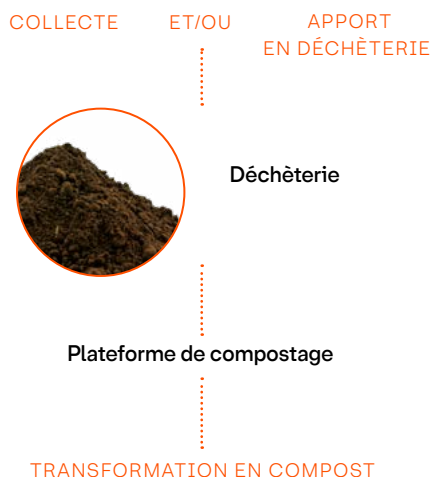 COLLECTE ET/OU APPORT
EN DÉCHÈTERIE
Déchèterie
Plateforme de compostage
TRANSFORMATION EN COMPOST